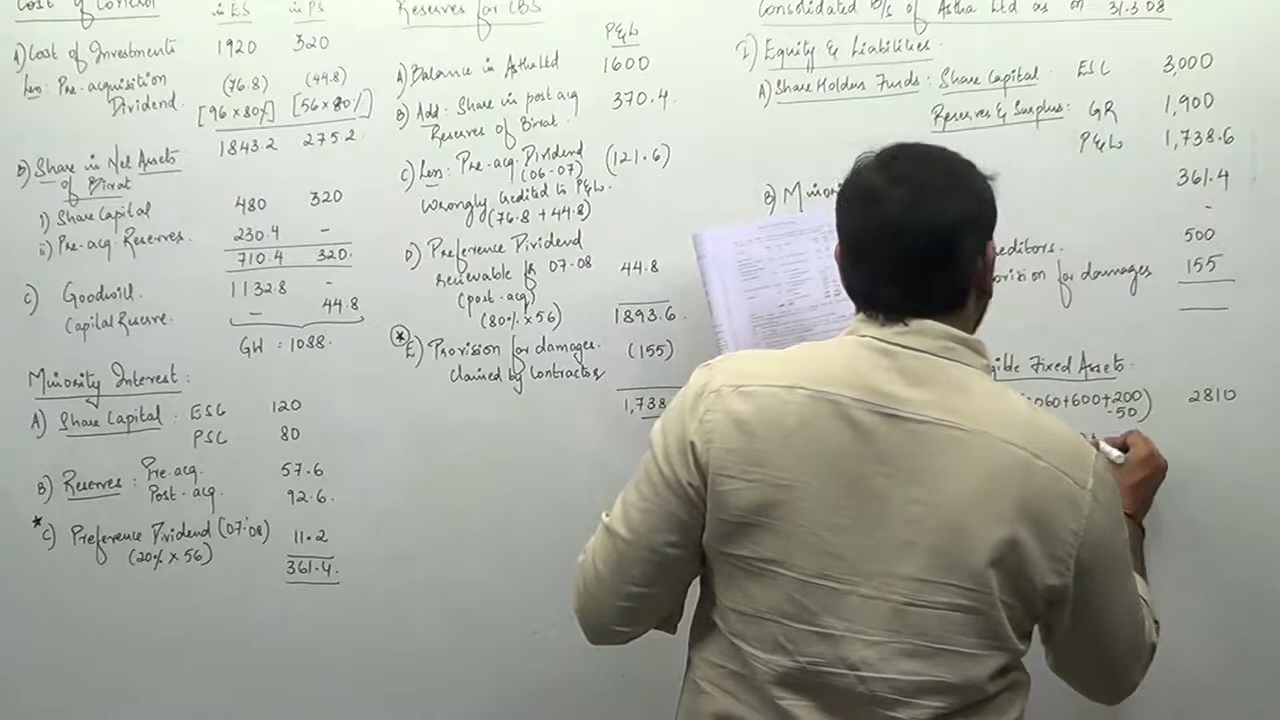 Cost of Control
in ES in PS
A) Cost of Investments 1920 320
Less: Pre-acquisition (76.8) (44.8)
Dividend. [96 x 80%] [56 x 80%]
1843.2 275.2
B) Share in Net Assets
of Birat
i) Share Capital 480 320
ii) Pre-acq. Reserves. 230.4 -
710.4 320.
C) Goodwill. 1132.8 -
Capital Reserve. - 44.8
GW : 1088.
Minority Interest:
A) Share Capital : ESC 120
PSC 80
B) Reserves : Pre-acq. 57.6
Post-acq. 92.6.
* C) Preference Dividend ('07-'08) 11.2
(20% x 56)
361.4.
Reserves for CBS
P&L
A) Balance in Astha Ltd 1600
B) Add: Share in post acq 370.4.
Reserves of Birat.
C) Less: Pre-acq. Dividend (121.6)
(06-07)
wrongly credited to P&L.
(76.8 + 44.8)
D) Preference Dividend
receivable for 07-08 44.8
(post-acq)
(80% x 56) 1893.6.
* E) Provision for damages. (155)
claimed by Contractor
1,738
Consolidated B/S of Astha Ltd as on 31.3.08
I) Equity & Liabilities.
A) Share Holders Funds : Share Capital. ESC 3,000
Reserves & Surplus: GR 1,900
P&L 1,738.6
361.4
-
500
155
2810